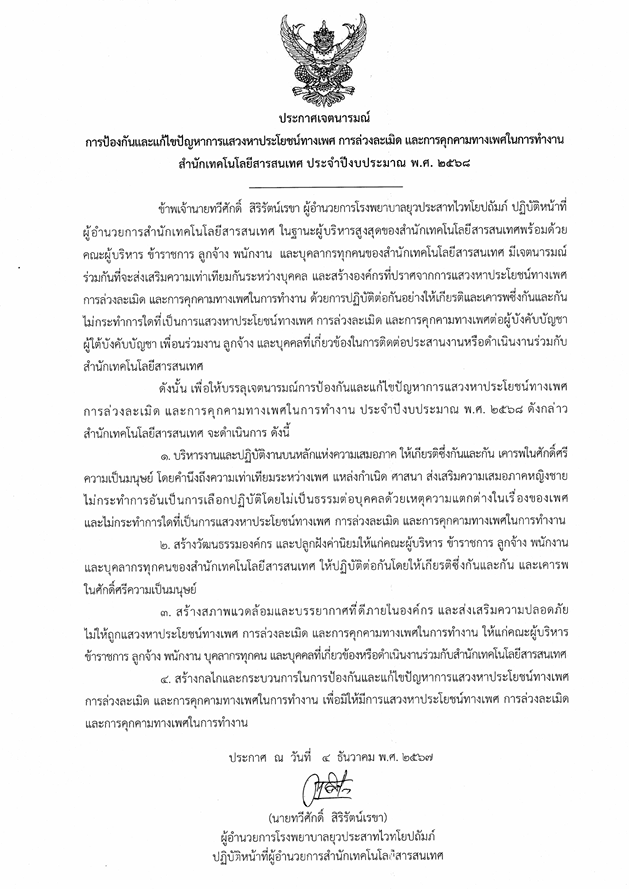 ประกาศเจตนารมณ์
การป้องกันและแก้ไขปัญหาการแสวงหาประโยชน์ทางเพศ การล่วงละเมิด และการคุกคามทางเพศในการทำงาน
สำนักเทคโนโลยีสารสนเทศ ประจำปีงบประมาณ พ.ศ. ๒๕๖๘
ข้าพเจ้านายทวีศักดิ์ สิริรัตน์เรขา ผู้อำนวยการโรงพยาบาลยุวประสาทไวทโยปถัมภ์ ปฏิบัติหน้าที่
ผู้อำนวยการสำนักเทคโนโลยีสารสนเทศ ในฐานะผู้บริหารสูงสุดของสำนักเทคโนโลยีสารสนเทศพร้อมด้วย
คณะผู้บริหาร ข้าราชการ ลูกจ้าง พนักงาน และบุคลากรทุกคนของสำนักเทคโนโลยีสารสนเทศ มีเจตนารมณ์
ร่วมกันที่จะส่งเสริมความเท่าเทียมกันระหว่างบุคคล และสร้างองค์กรที่ปราศจากการแสวงหาประโยชน์ทางเพศ
การล่วงละเมิด และการคุกคามทางเพศในการทำงาน ด้วยการปฏิบัติต่อกันอย่างให้เกียรติและเคารพซึ่งกันและกัน
ไม่กระทำการใดที่เป็นการแสวงหาประโยชน์ทางเพศ การล่วงละเมิด และการคุกคามทางเพศต่อผู้บังคับบัญชา
ผู้ใต้บังคับบัญชา เพื่อนร่วมงาน ลูกจ้าง และบุคคลที่เกี่ยวข้องในการติดต่อประสานงานหรือดำเนินงานร่วมกับ
สำนักเทคโนโลยีสารสนเทศ
ดังนั้น เพื่อให้บรรลุเจตนารมณ์การป้องกันและแก้ไขปัญหาการแสวงหาประโยชน์ทางเพศ
การล่วงละเมิด และการคุกคามทางเพศในการทำงาน ประจำปีงบประมาณ พ.ศ. ๒๕๖๘ ดังกล่าว
สำนักเทคโนโลยีสารสนเทศ จะดำเนินการ ดังนี้
๑. บริหารงานและปฏิบัติงานบนหลักแห่งความเสมอภาค ให้เกียรติซึ่งกันและกัน เคารพในศักดิ์ศรี
ความเป็นมนุษย์ โดยคำนึงถึงความเท่าเทียมระหว่างเพศ แหล่งกำเนิด ศาสนา ส่งเสริมความเสมอภาคหญิงชาย
ไม่กระทำการอันเป็นการเลือกปฏิบัติโดยไม่เป็นธรรมต่อบุคคลด้วยเหตุความแตกต่างในเรื่องของเพศ
และไม่กระทำการใดที่เป็นการแสวงหาประโยชน์ทางเพศ การล่วงละเมิด และการคุกคามทางเพศในการทำงาน
๒. สร้างวัฒนธรรมองค์กร และปลูกฝังค่านิยมให้แก่คณะผู้บริหาร ข้าราชการ ลูกจ้าง พนักงาน
และบุคลากรทุกคนของสำนักเทคโนโลยีสารสนเทศ ให้ปฏิบัติต่อกันโดยให้เกียรติซึ่งกันและกัน และเคารพ
ในศักดิ์ศรีความเป็นมนุษย์
๓. สร้างสภาพแวดล้อมและบรรยากาศที่ดีภายในองค์กร และส่งเสริมความปลอดภัย
ไม่ให้ถูกแสวงหาประโยชน์ทางเพศ การล่วงละเมิด และการคุกคามทางเพศในการทำงาน ให้แก่คณะผู้บริหาร
ข้าราชการ ลูกจ้าง พนักงาน บุคลากรทุกคน และบุคคลที่เกี่ยวข้องหรือดำเนินงานร่วมกับสำนักเทคโนโลยีสารสนเทศ
๔. สร้างกลไกและกระบวนการในการป้องกันและแก้ไขปัญหาการแสวงหาประโยชน์ทางเพศ
การล่วงละเมิด และการคุกคามทางเพศในการทำงาน เพื่อมิให้มีการแสวงหาประโยชน์ทางเพศ การล่วงละเมิด
และการคุกคามทางเพศในการทำงาน
ประกาศ ณ วันที่ ๔ ธันวาคม พ.ศ. ๒๕๖๗
(นายทวีศักดิ์ สิริรัตน์เรขา)
ผู้อำนวยการโรงพยาบาลยุวประสาทไวทโยปถัมภ์
ปฏิบัติหน้าที่ผู้อำนวยการสำนักเทคโนโลยีสารสนเทศ